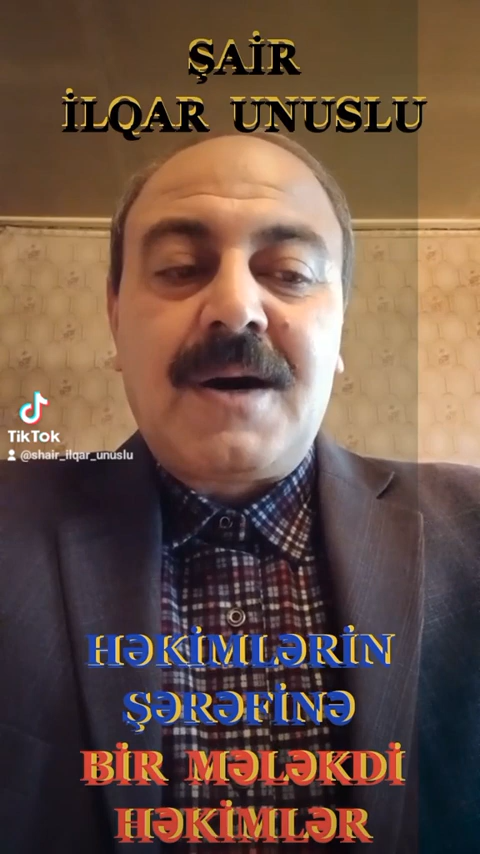 ŞAİR
İLQAR UNUSLU
TikTok
@shair_ilqar_unuslu
HƏKİMLƏRİN
ŞƏRƏFİNƏ
BİR MƏLƏKDİ
HƏKİMLƏR